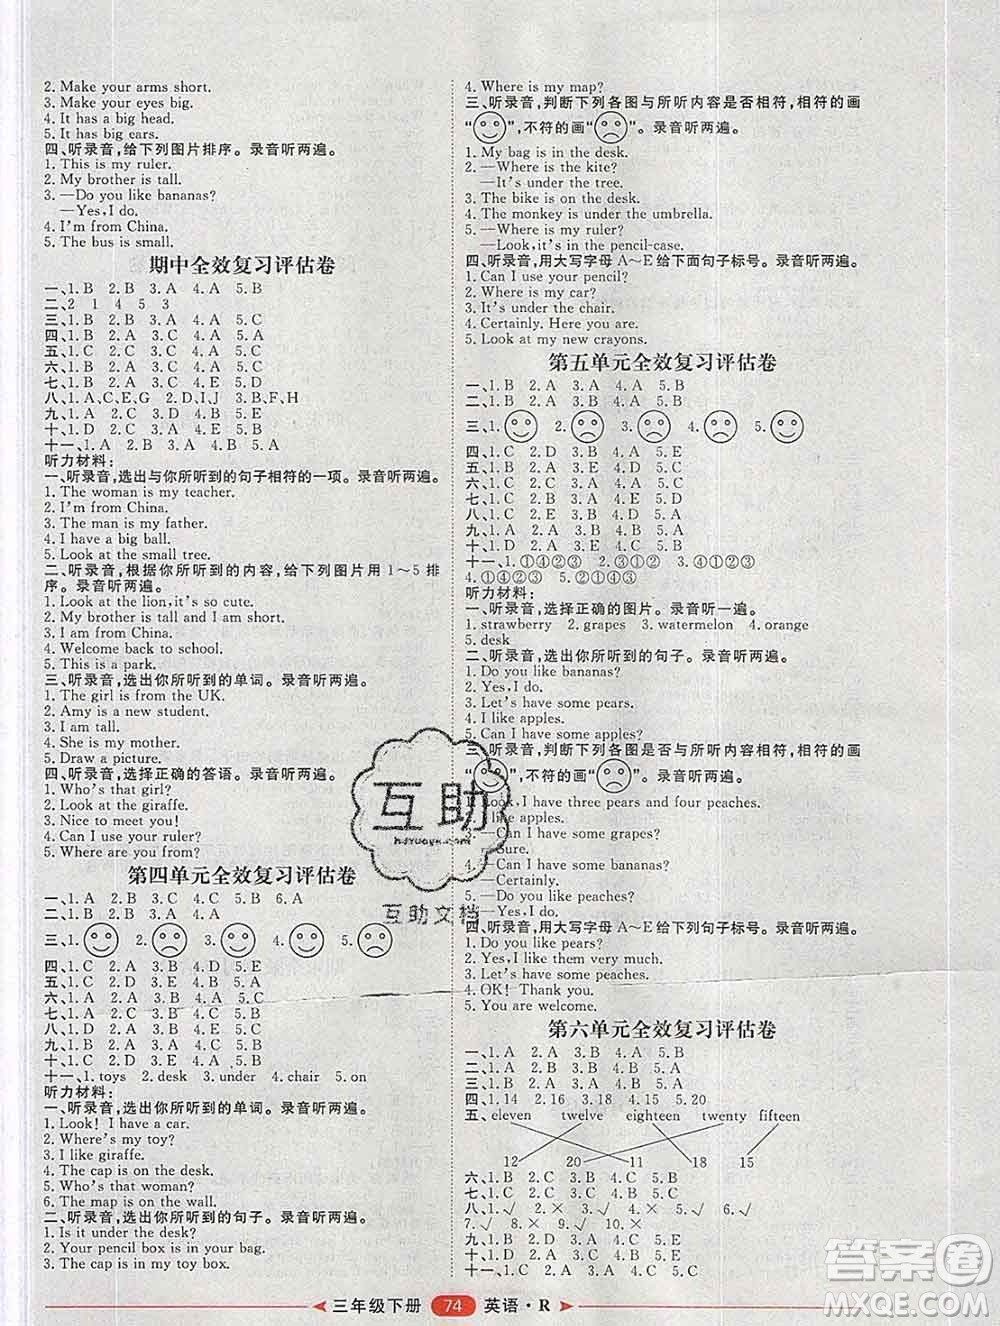 2. Make your arms short.
3. Make your eyes big.
4. It has a big head.
5. It has big ears.
四、听录音,给下列图片排序。录音听两遍。
1. This is my ruler.
2. My brother is tall.
3. —Do you like bananas?
—Yes, I do.
4. I'm from China.
5. The bus is small.
期中全效复习评估卷
一、1. B 2. B 3. A 4. A 5. B
二、2 1 4 5 3
三、1. B 2. B 3. A 4. A 5. C
四、1. B 2. A 3. C 4. A 5. A
五、1. C 2. C 3. A 4. B 5. C
六、1. B 2. A 3. C 4. C 5. B
七、1. B 2. C 3. A 4. E 5. D
八、1. A,C,E,G 2. D,I,J 3. B,F,H
九、1. A 2. C 3. D 4. B 5. C
十、1. D 2. C 3. E 4. B 5. A
十一、1. A 2. B 3. A 4. B 5. A
听力材料:
一、听录音,选出与你所听到的句子相符的一项。录音听两遍。
1. The woman is my teacher.
2. I'm from China.
3. The man is my father.
4. I have a big ball.
5. Look at the small tree.
二、听录音,根据你所听到的内容,给下列图片用 1～5 排
序。录音听两遍。
1. Look at the lion, it's so cute.
2. My brother is tall and I am short.
3. I am from China.
4. Welcome back to school.
5. This is a park.
三、听录音,选出你所听到的单词。录音听两遍。
1. The girl is from the UK.
2. Amy is a new student.
3. I am tall.
4. She is my mother.
5. Draw a picture.
四、听录音,选择正确的答语。录音听两遍。
1. Who's that girl?
2. Look at the giraffe.
3. Nice to meet you!
4. Can I use your ruler?
5. Where are you from?
第四单元全效复习评估卷
一、1. A 2. B 3. C 4. C 5. B 6. A
二、1. B 2. A 3. A 4. C 5. B
三、1. 2. 3. 4. 5.
四、1. C 2. A 3. B 4. D 5. E
五、1. C 2. A 3. C 4. C 5. B
六、1. A 2. C 3. B 4. A 5. C
七、1. A 2. C 3. B 4. B 5. A
八、1. C 2. B 3. A 4. D 5. E
九、1. B 2. A 3. A 4. A 5. B
十、1. C 2. D 3. E 4. B 5. A
十一、1. toys 2. desk 3. under 4. chair 5. on
听力材料:
一、听录音,选出你所听到的单词。录音听两遍。
1. Look! I have a car.
2. Where's my toy?
3. I like giraffe.
4. The cap is on the desk.
5. Who's that woman?
6. The map is on the wall.
二、听录音,选出你所听到的句子。录音听两遍。
1. Is it under the desk?
2. Your pencil box is in your bag.
3. The cap is in my toy box.
4. Where is my map?
三、听录音,判断下列各图与所听内容是否相符,相符的画
“ ”,不符的画“ ”。录音听两遍。
1. My bag is in the desk.
2. —Where is the kite?
—It's under the tree.
3. The bike is on the desk.
4. The monkey is under the umbrella.
5. —Where is my ruler?
—Look, it's in the pencil-case.
四、听录音,用大写字母 A～E 给下面句子标号。录音听两遍。
1. Can I use your pencil?
2. Where is my car?
3. It's under the chair.
4. Certainly. Here you are.
5. Look at my new crayons.
第五单元全效复习评估卷
一、1. B 2. A 3. A 4. A 5. B
二、1. B 2. A 3. B 4. A 5. B
三、1. 2. 3. 4. 5.
四、1. C 2. D 3. B 4. A 5. E
五、1. B 2. A 3. C 4. B 5. A
六、1. C 2. A 3. C 4. B 5. A
七、1. C 2. D 3. B 4. E 5. A
八、1. C 2. E 3. B 4. D 5. A
九、1. A 2. A 3. B 4. B 5. A
十、1. D 2. A 3. E 4. B 5. C
十一、1. ①④②③ 2. ④①③② 3. ①③④②
4. ④①②③ 5. ②①④③
听力材料:
一、听录音,选择正确的图片。录音听一遍。
1. strawberry 2. grapes 3. watermelon 4. orange
5. desk
二、听录音,选出你所听到的句子。录音听两遍。
1. Do you like bananas?
2. Yes, I do.
3. Let's have some pears.
4. I like apples.
5. I have some grapes.
三、听录音,判断下列各图是否与所听内容相符,相符的画
“ ”,不符的画“ ”。录音听两遍。
1. Look, I have three pears and four peaches.
2. I like apples.
3. —Can I have some grapes?
—Sure.
4. —Can I have some bananas?
—Certainly.
5. —Do you like peaches?
—Yes, I do.
四、听录音,用大写字母 A～E 给下列句子标号。录音听两遍。
1. Do you like pears?
2. Yes, I like them very much.
3. Let's have some peaches.
4. OK! Thank you.
5. You are welcome.
第六单元全效复习评估卷
一、1. A 2. A 3. B 4. A 5. B
二、1. A 2. A 3. B 4. A 5. A
三、1. C 2. D 3. B 4. A 5. C
四、1. 14 2. 16 3. 18 4. 15 5. 20
五、eleven twelve eighteen twenty fifteen
12 20 11 18 15
六、1. B 2. C 3. C 4. B 5. A
七、1. C 2. A 3. B 4. B 5. A
八、1. √ 2. × 3. √ 4. √ 5. √ 6. √
7. × 8. √ 9. × 10. √
九、1. B 2. A 3. B 4. A 5. B
十、1. B 2. A 3. E 4. C 5. D
十一、1. C 2. A 3. B 4. C 5. C
三年级下册 74 英语·R
互助
互助文档
答案圈
MXQE.COM